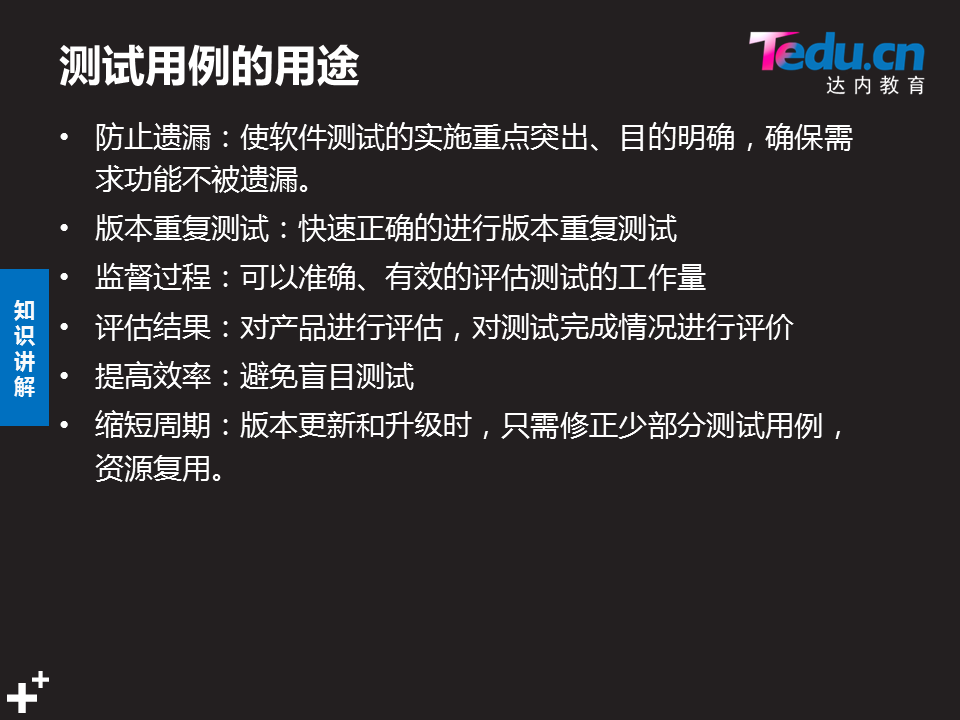 测试用例的用途
Tedu.cn
达内教育
• 防止遗漏：使软件测试的实施重点突出、目的明确，确保需
求功能不被遗漏。
• 版本重复测试：快速正确的进行版本重复测试
• 监督过程：可以准确、有效的评估测试的工作量
• 评估结果：对产品进行评估，对测试完成情况进行评价
• 提高效率：避免盲目测试
• 缩短周期：版本更新和升级时，只需修正少部分测试用例，
资源复用。
知
识
讲
解